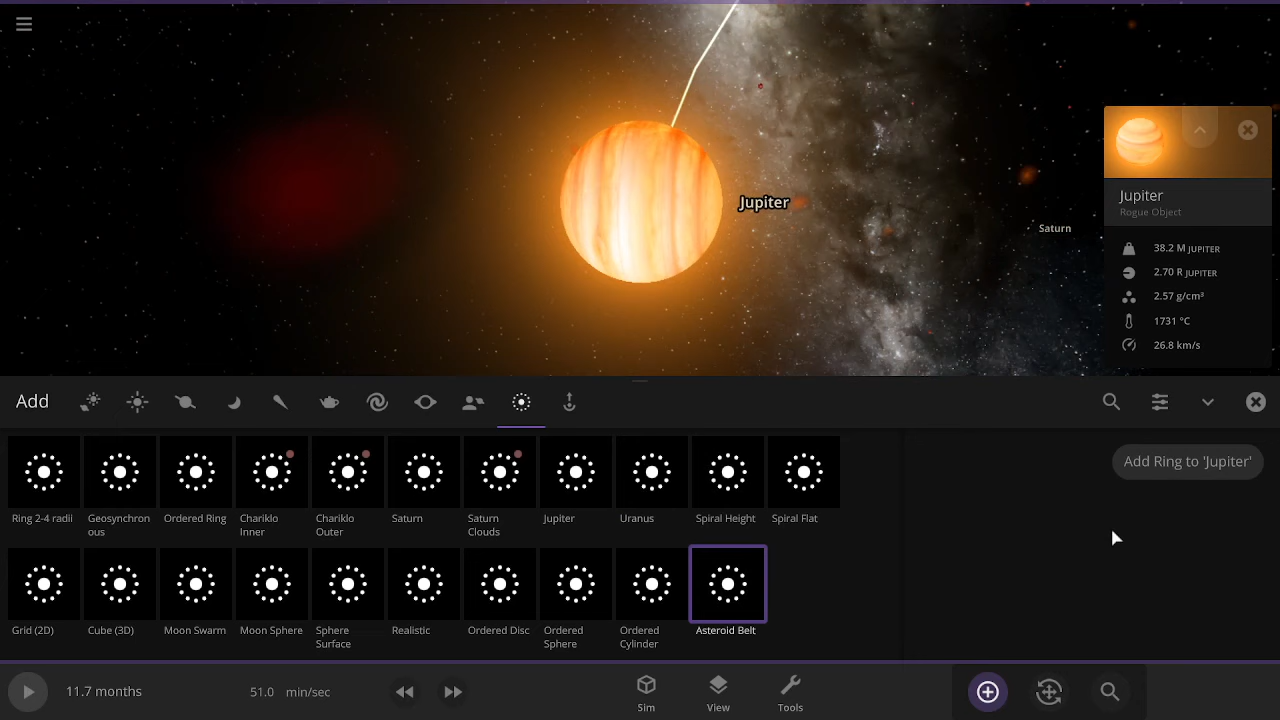 Jupiter
Saturn
Jupiter
Rogue Object
38.2 M JUPITER
2.70 R JUPITER
2.57 g/cm³
1731 °C
26.8 km/s
Add
Add Ring to 'Jupiter'
Ring 2-4 radii
Geosynchron
ous
Ordered Ring
Chariklo
Inner
Chariklo
Outer
Saturn
Saturn
Clouds
Jupiter
Uranus
Spiral Height
Spiral Flat
Grid (2D)
Cube (3D)
Moon Swarm
Moon Sphere
Sphere
Surface
Realistic
Ordered Disc
Ordered
Sphere
Ordered
Cylinder
Asteroid Belt
11.7 months
51.0 min/sec
Sim
View
Tools